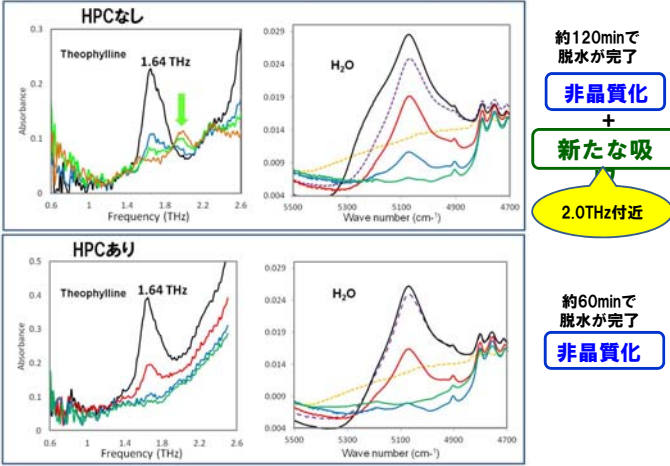 HPCなし
Theophylline
1.64 THz
Absorbance
0.3
0.2
0.1
0
0.6 1 1.4 1.8 2.2 2.6
Frequency (THz)
H₂O
0.029
0.024
0.019
0.014
0.009
0.004
5500 5300 5100 4900 4700
Wave number (cm⁻¹)
約120minで
脱水が完了
非晶質化
+
新たな吸
2.0THz付近
HPCあり
Theophylline
1.64 THz
Absorbance
0.5
0.4
0.3
0.2
0.1
0
0.6 1 1.4 1.8 2.2 2.6
Frequency (THz)
H₂O
0.029
0.024
0.019
0.014
0.009
0.004
5500 5300 5100 4900 4700
Wave number (cm⁻¹)
約60minで
脱水が完了
非晶質化